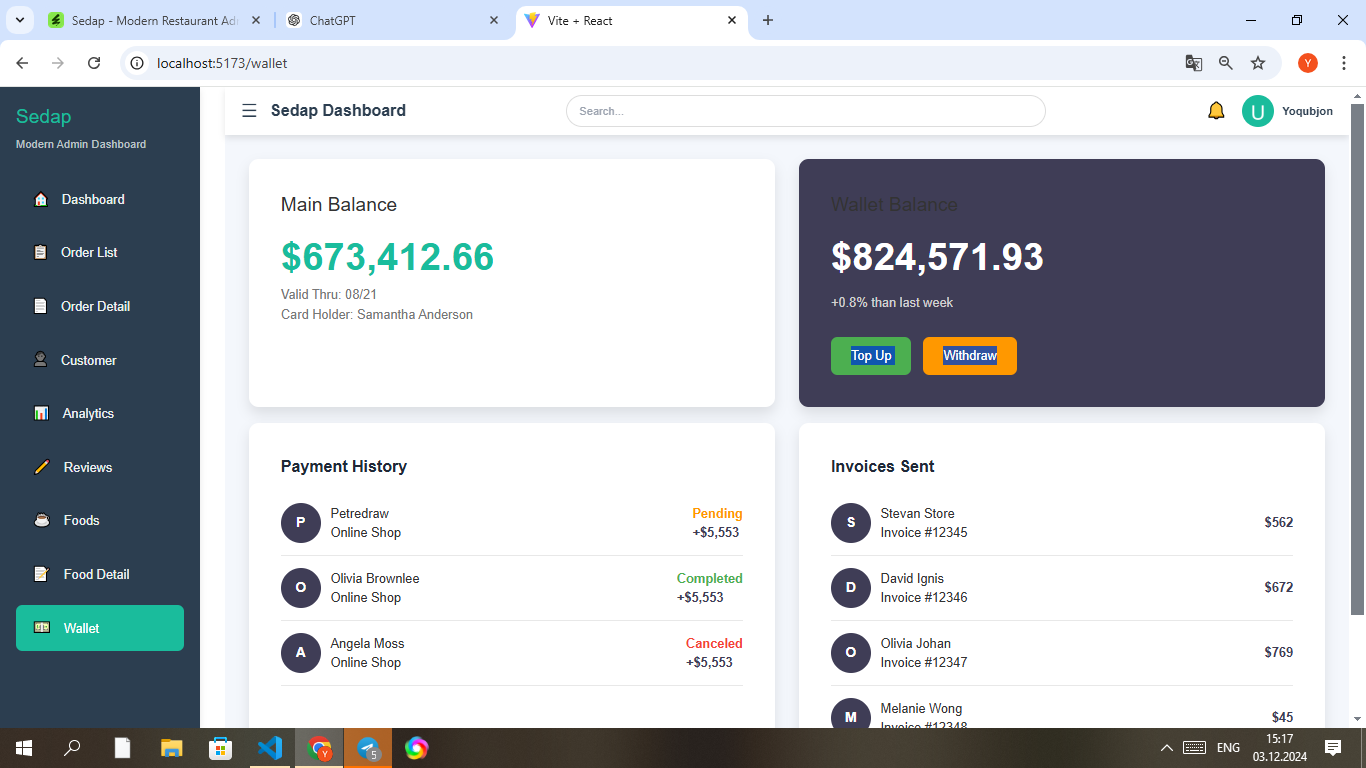 Sedap - Modern Restaurant Ad
ChatGPT
Vite + React
localhost:5173/wallet
Y
Sedap
Modern Admin Dashboard
Dashboard
Order List
Order Detail
Customer
Analytics
Reviews
Foods
Food Detail
Wallet
Sedap Dashboard
Search...
U
Yoqubjon
Main Balance
$673,412.66
Valid Thru: 08/21
Card Holder: Samantha Anderson
Wallet Balance
$824,571.93
+0.8% than last week
Top Up
Withdraw
Payment History
P
Petredraw
Online Shop
Pending
+$5,553
O
Olivia Brownlee
Online Shop
Completed
+$5,553
A
Angela Moss
Online Shop
Canceled
+$5,553
Invoices Sent
S
Stevan Store
Invoice #12345
$562
D
David Ignis
Invoice #12346
$672
O
Olivia Johan
Invoice #12347
$769
M
Melanie Wong
Invoice #12348
$45
Y
5
ENG
15:17
03.12.2024